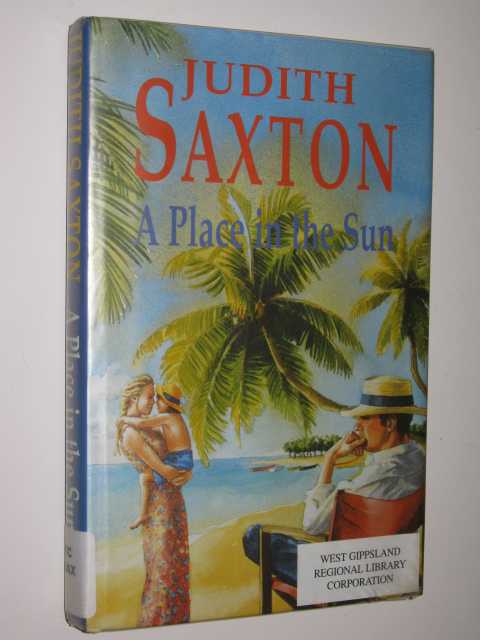 JUDITH
SAXTON
A Place in the Sun
JUDITH SAXTON A Place in the Sun
WEST GIPPSLAND
REGIONAL LIBRARY
CORPORATION